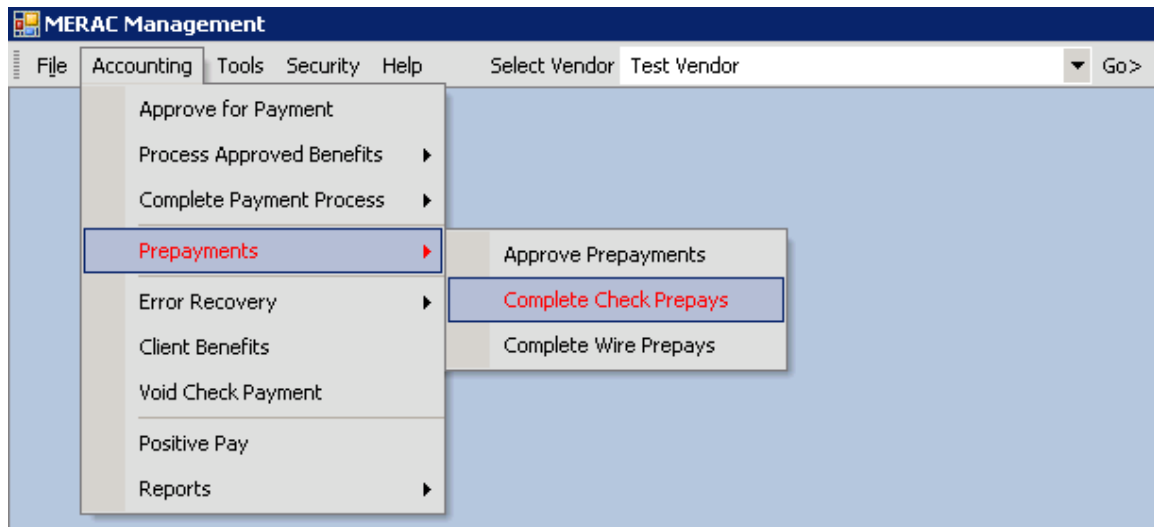 MERAC Management
File Accounting Tools Security Help Select Vendor Test Vendor Go>
Approve for Payment
Process Approved Benefits
Complete Payment Process
Prepayments
Approve Prepayments
Complete Check Prepays
Complete Wire Prepays
Error Recovery
Client Benefits
Void Check Payment
Positive Pay
Reports